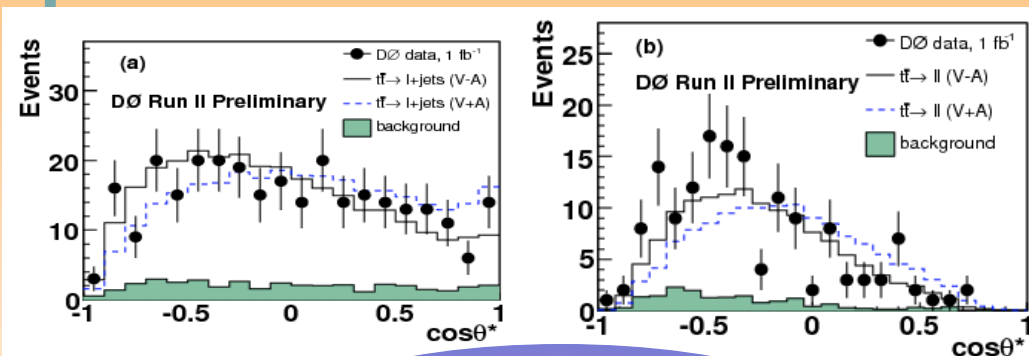 (a)
DØ Run II Preliminary
DØ data, 1 fb⁻¹
tt̄→ l+jets (V-A)
tt̄→ l+jets (V+A)
background
Events
30
20
10
0
-1
-0.5
0
0.5
1
cosθ*
(b)
DØ Run II Preliminary
DØ data, 1 fb⁻¹
tt̄→ ll (V-A)
tt̄→ ll (V+A)
background
Events
25
20
15
10
5
0
-1
-0.5
0
0.5
1
cosθ*